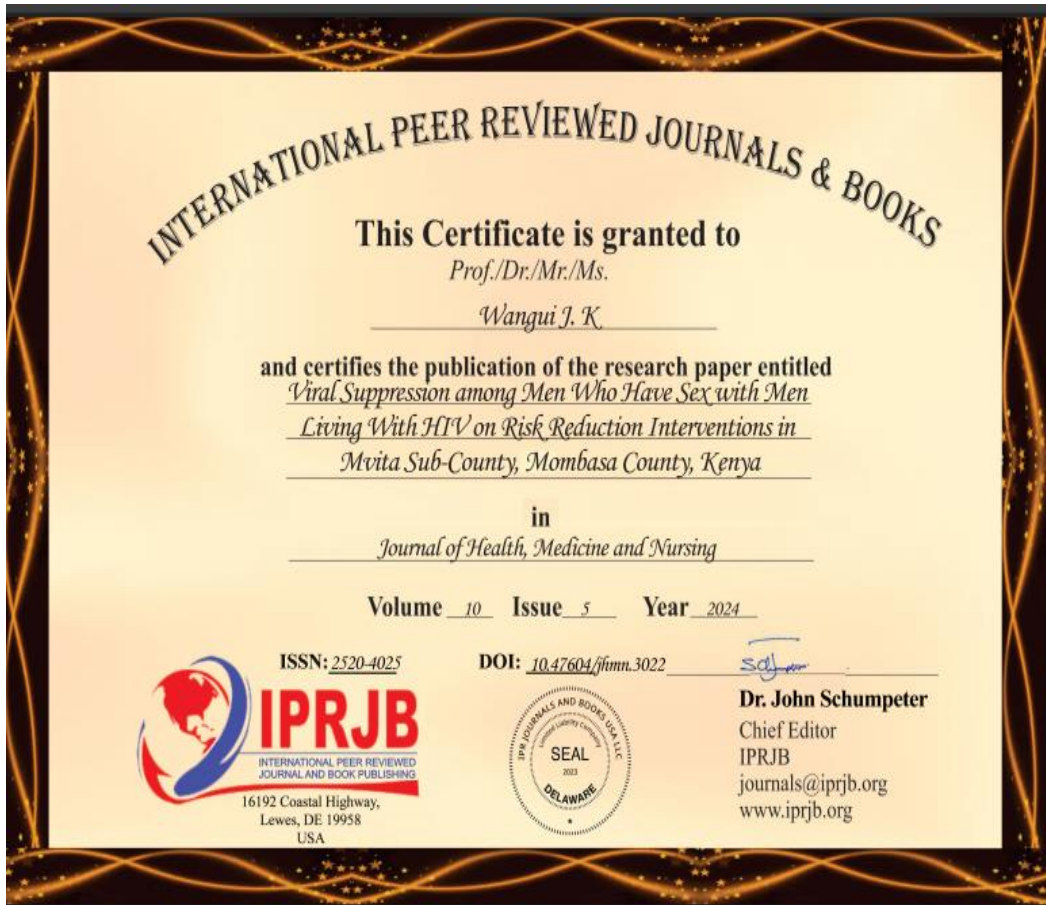 INTERNATIONAL PEER REVIEWED JOURNALS & BOOKS
This Certificate is granted to
Prof./Dr./Mr./Ms.
Wangui J. K
and certifies the publication of the research paper entitled
Viral Suppression among Men Who Have Sex with Men
Living With HIV on Risk Reduction Interventions in
Mvita Sub-County, Mombasa County, Kenya
in
Journal of Health, Medicine and Nursing
Volume 10 Issue 5 Year 2024
ISSN: 2520-4025 DOI: 10.47604/jhmn.3022
IPRJB
INTERNATIONAL PEER REVIEWED
JOURNAL AND BOOK PUBLISHING
16192 Coastal Highway,
Lewes, DE 19958
USA
IPR JOURNALS AND BOOKS USA LLC
Limited Liability Company
SEAL
2023
DELAWARE
Dr. John Schumpeter
Chief Editor
IPRJB
journals@iprjb.org
www.iprjb.org